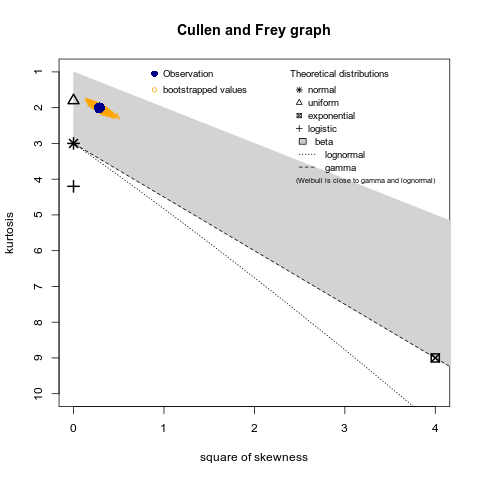 Cullen and Frey graph
Observation
bootstrapped values
Theoretical distributions
normal
uniform
exponential
logistic
beta
lognormal
gamma
(Weibull is close to gamma and lognormal)
kurtosis
1
2
3
4
5
6
7
8
9
10
0
1
2
3
4
square of skewness